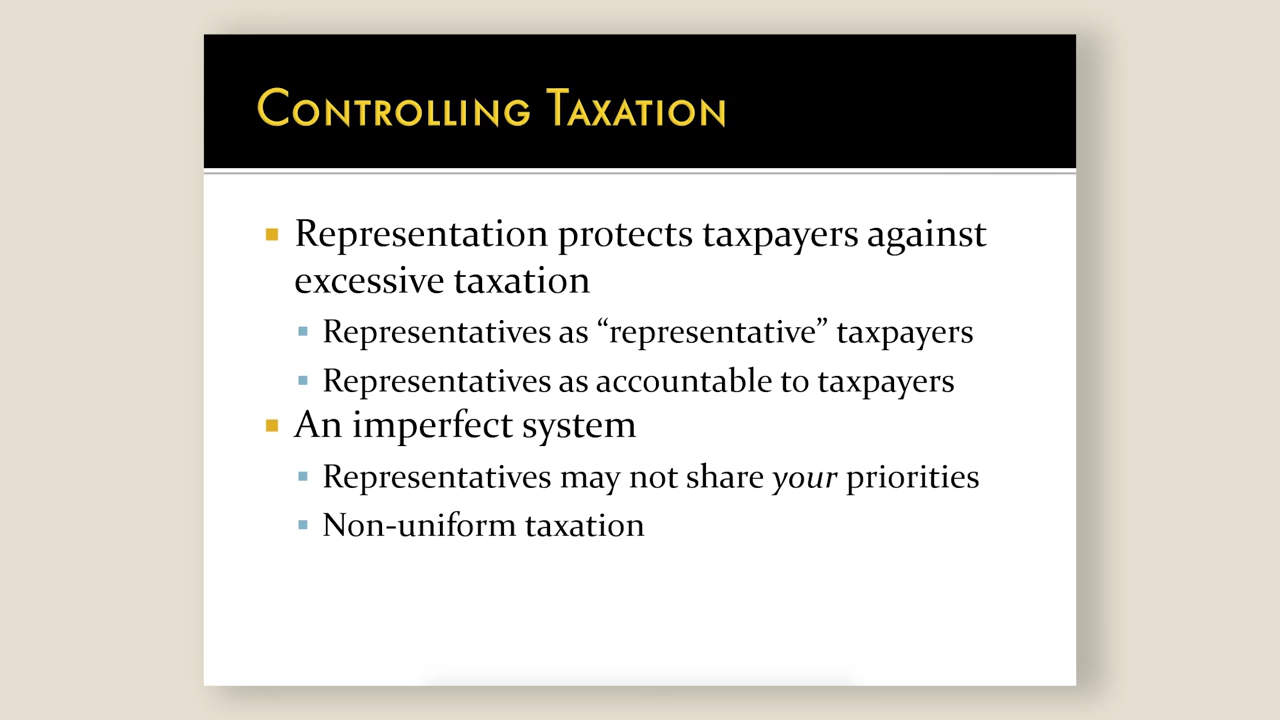 Controlling Taxation
Representation protects taxpayers against
excessive taxation
Representatives as “representative” taxpayers
Representatives as accountable to taxpayers
An imperfect system
Representatives may not share your priorities
Non-uniform taxation